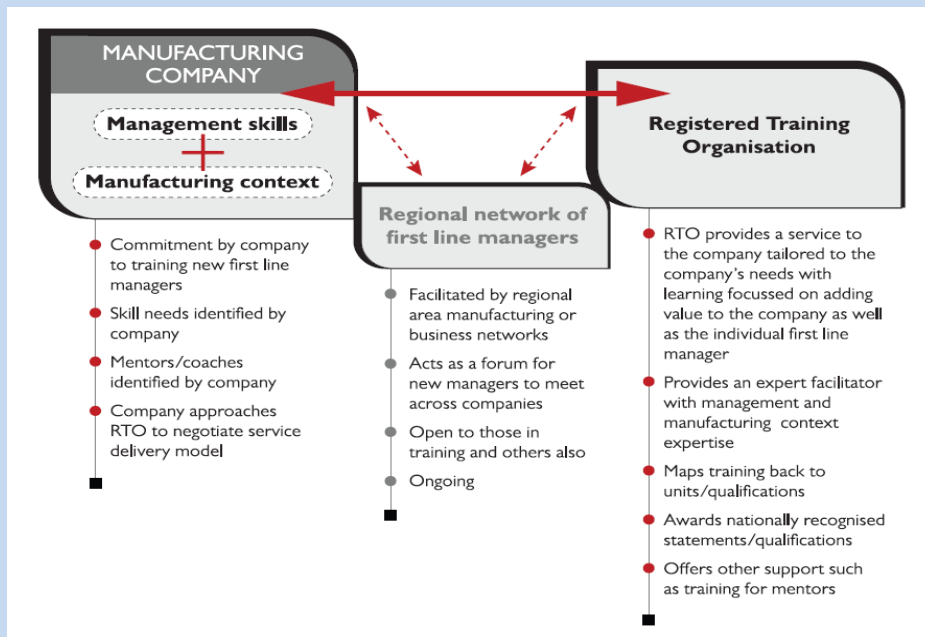 MANUFACTURING
COMPANY
Management skills
+
Manufacturing context
Commitment by company
to training new first line
managers
Skill needs identified by
company
Mentors/coaches
identified by company
Company approaches
RTO to negotiate service
delivery model
Regional network of
first line managers
Facilitated by regional
area manufacturing or
business networks
Acts as a forum for
new managers to meet
across companies
Open to those in
training and others also
Ongoing
Registered Training
Organisation
RTO provides a service to
the company tailored to the
company's needs with
learning focussed on adding
value to the company as well
as the individual first line
manager
Provides an expert facilitator
with management and
manufacturing context
expertise
Maps training back to
units/qualifications
Awards nationally recognised
statements/qualifications
Offers other support such
as training for mentors